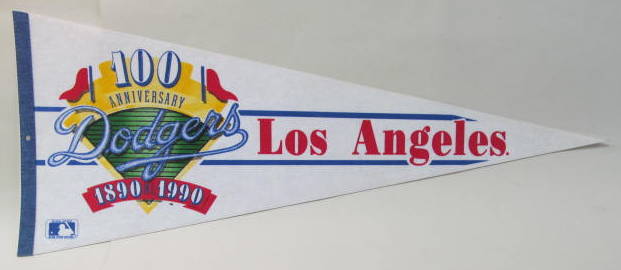 100
ANNIVERSARY
Dodgers
Los Angeles.
1890 1990